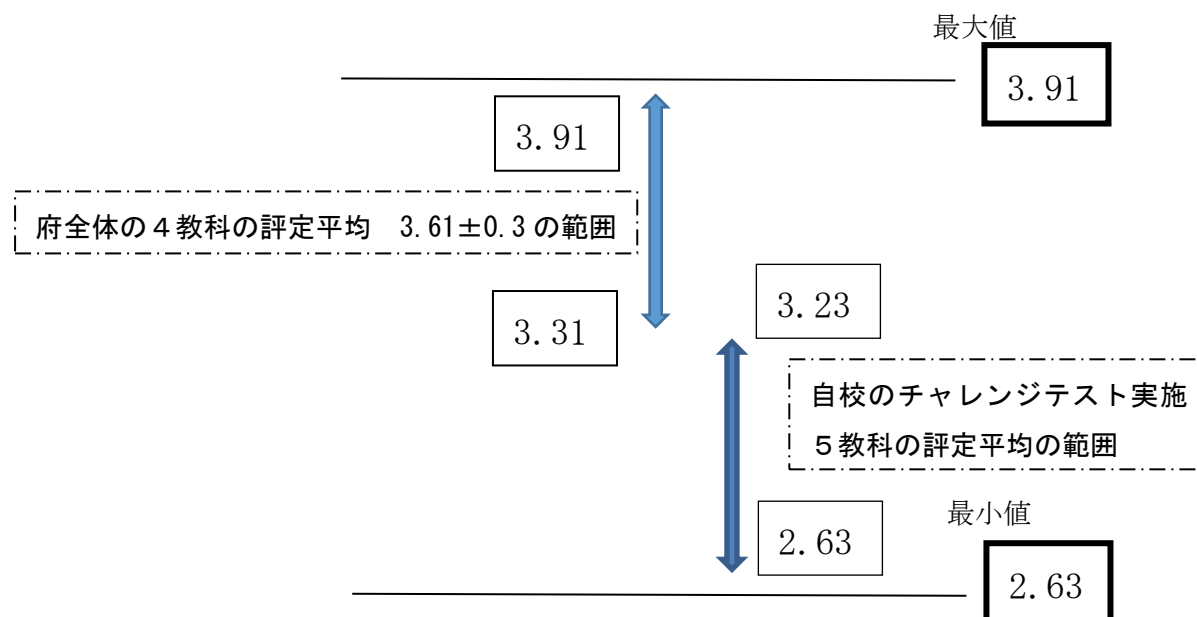 最大値
3.91
3.91
府全体の４教科の評定平均　3.61±0.3の範囲
3.31
3.23
自校のチャレンジテスト実施
５教科の評定平均の範囲
最小値
2.63
2.63